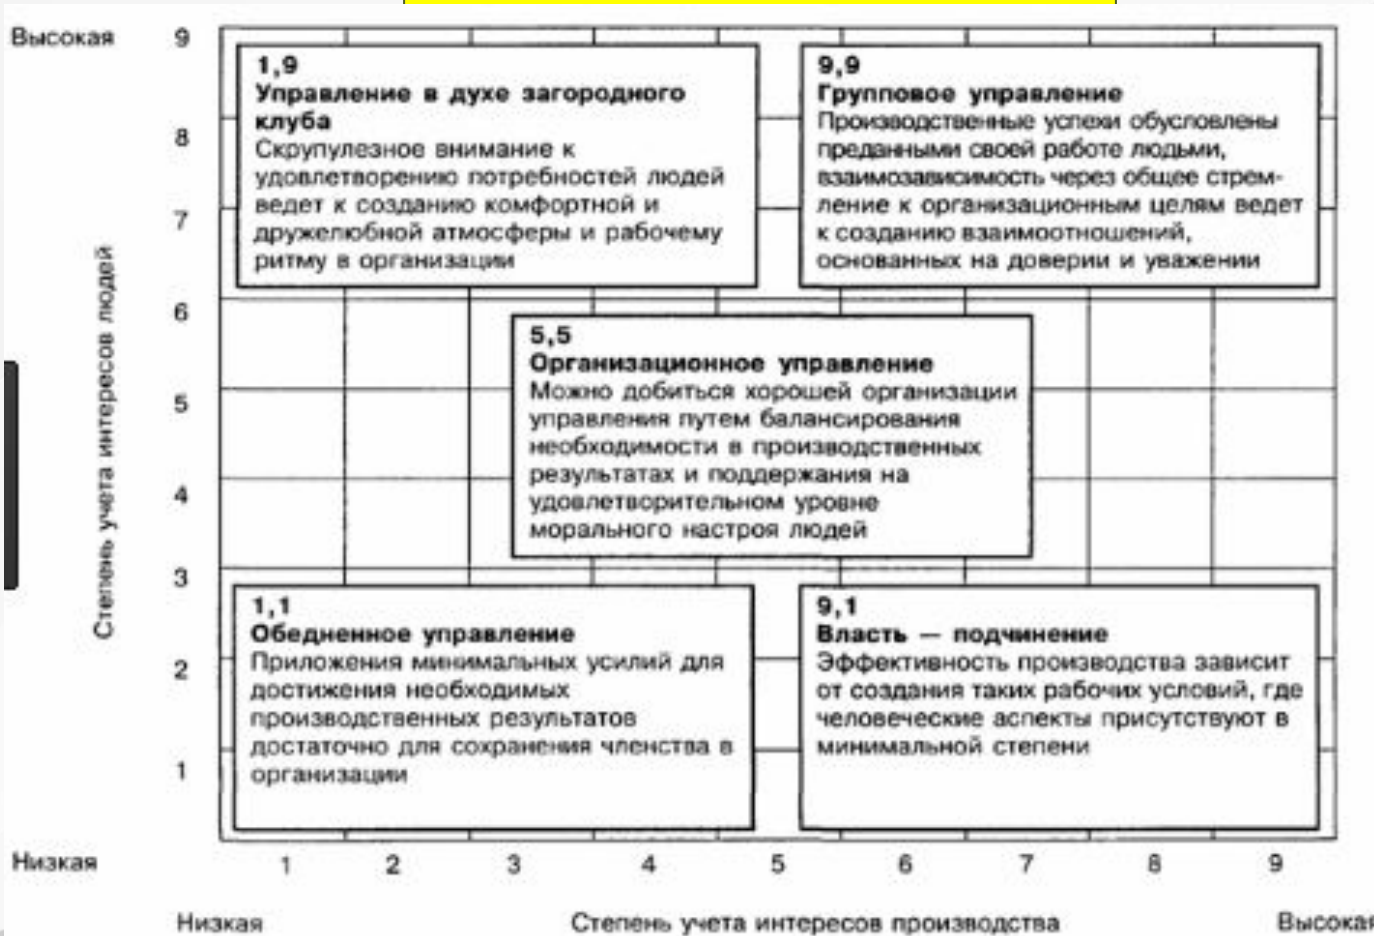 Высокая
9
8
7
6
5
4
3
2
1
Низкая
Степень учета интересов людей
1,9
Управление в духе загородного
клуба
Скрупулезное внимание к
удовлетворению потребностей людей
ведет к созданию комфортной и
дружелюбной атмосферы и рабочему
ритму в организации
9,9
Групповое управление
Производственные успехи обусловлены
преданными своей работе людьми,
взаимозависимость через общее стрем-
ление к организационным целям ведет
к созданию взаимоотношений,
основанных на доверии и уважении
5,5
Организационное управление
Можно добиться хорошей организации
управления путем балансирования
необходимости в производственных
результатах и поддержания на
удовлетворительном уровне
морального настроя людей
1,1
Обедненное управление
Приложения минимальных усилий для
достижения необходимых
производственных результатов
достаточно для сохранения членства в
организации
9,1
Власть — подчинение
Эффективность производства зависит
от создания таких рабочих условий, где
человеческие аспекты присутствуют в
минимальной степени
1 2 3 4 5 6 7 8 9
Низкая Степень учета интересов производства Высокая